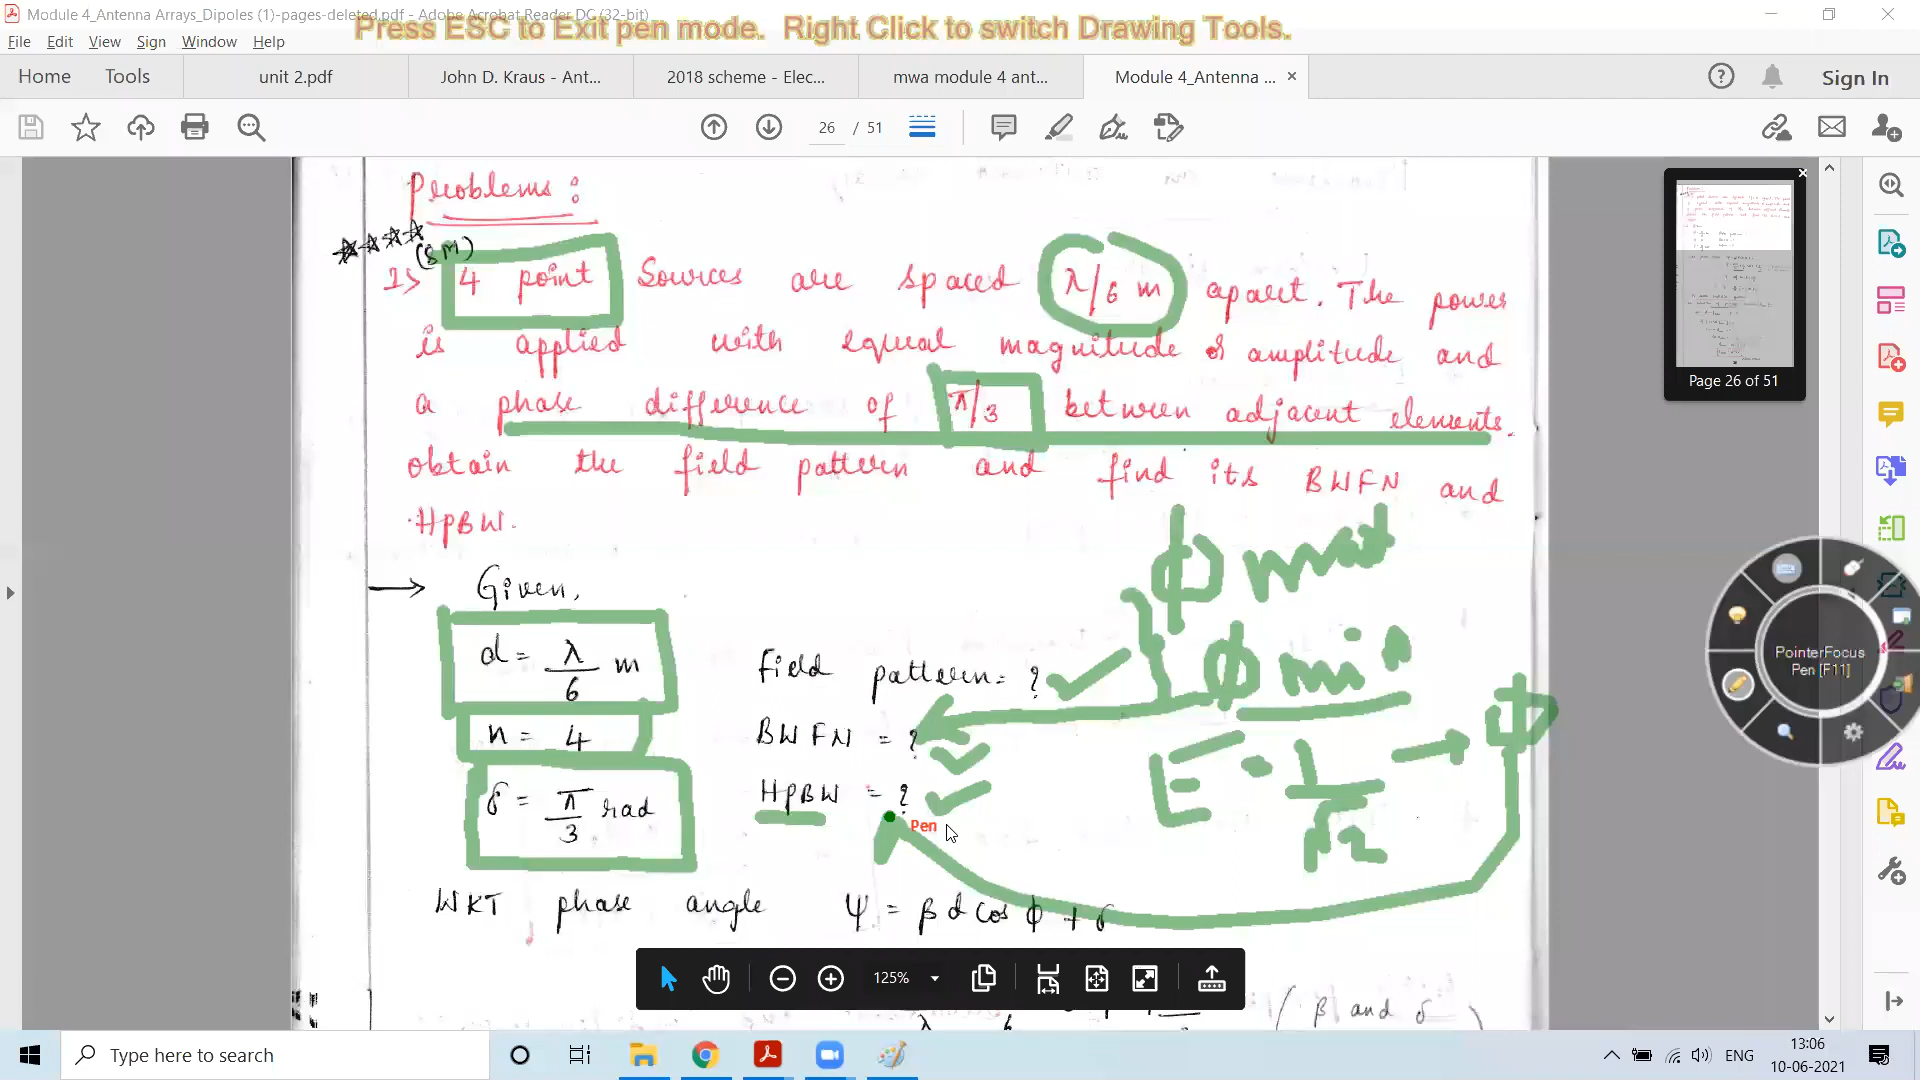 Module 4_Antenna Arrays_Dipoles (1)-pages-deleted.pdf - Adobe Acrobat Reader DC (32-bit)
Press ESC to Exit pen mode.  Right Click to switch Drawing Tools.
File Edit View Sign Window Help
Home Tools unit 2.pdf John D. Kraus - Ant... 2018 scheme - Elec... mwa module 4 ant... Module 4_Antenna ... × Sign In
26 / 51
Problems :
(8M)
1> 4 point Sources are spaced λ/6 m apart. The power
is applied with equal magnitude & amplitude and
a phase difference of π/3 between adjacent elements.
obtain the field pattern and find its BWFN and
HPBW.
Page 26 of 51
ϕ max
→ Given,
d = λ/6 m
field pattern = ?
ϕ min
n = 4
BWFN = ?
E = 1/√2 → ϕ
δ = π/3 rad
HPBW = ?
Pen
PointerFocus
Pen [F11]
WKT phase angle ψ = β d cos ϕ + δ
125%
(β and δ
Type here to search
ENG
13:06
10-06-2021